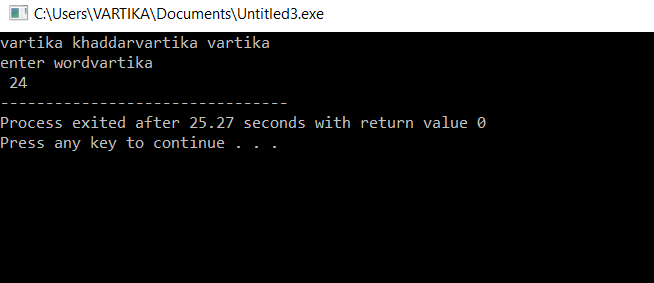 C:\Users\VARTIKA\Documents\Untitled3.exe
vartika khaddarvartika vartika
enter wordvartika
 24
--------------------------------
Process exited after 25.27 seconds with return value 0
Press any key to continue . . .